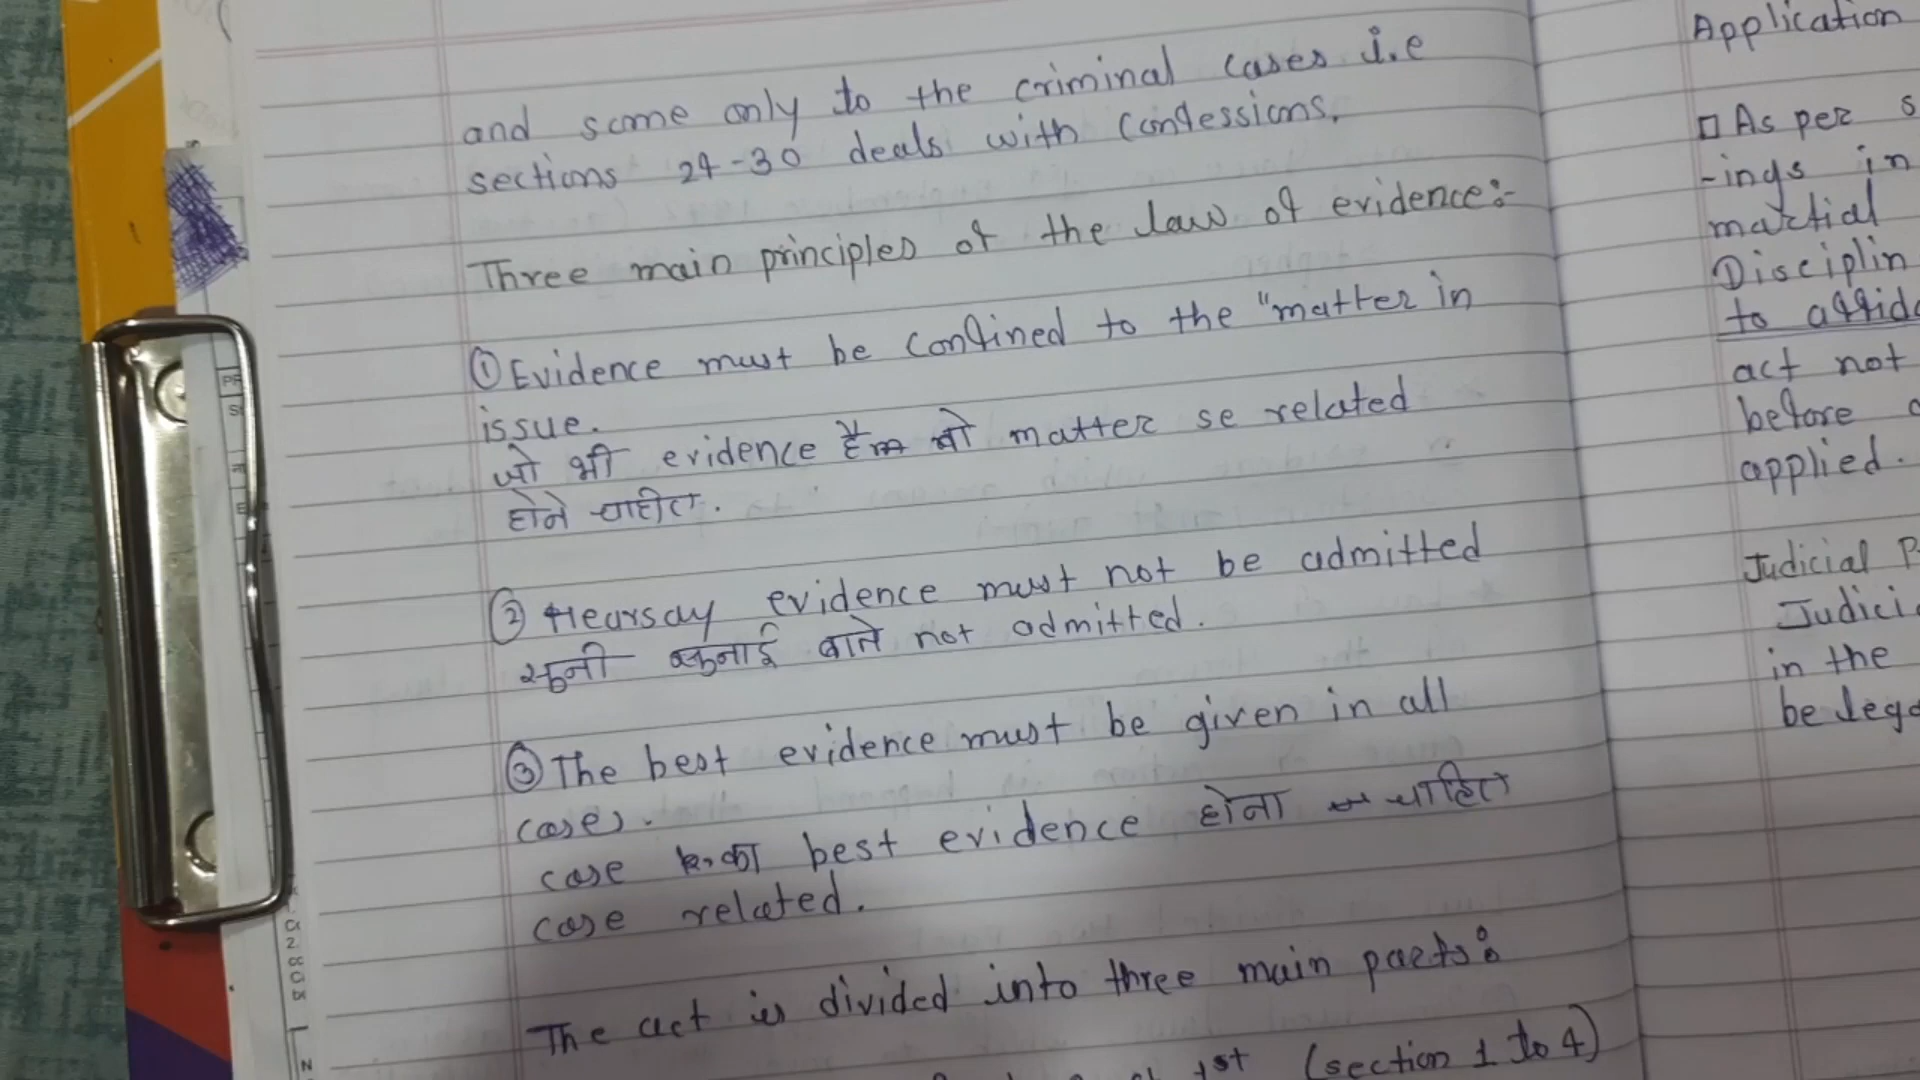 and some only to the criminal cases i.e
sections 24-30 deals with confessions.
Three main principles of the law of evidence:-
① Evidence must be confined to the "matter in
issue.
जो भी evidence है वो matter se related
होने चाहीए.
② Hearsay evidence must not be admitted
सुनी सुनाई बाते not admitted.
③ The best evidence must be given in all
cases.
case का best evidence होना चाहिए
case related.
The act is divided into three main parts:
1st (section 1 to 4)
Application
□ As per s
-ings in
martial
Disciplin
to affida
act not
before
applied.
Judicial P
Judici
in the
be lega